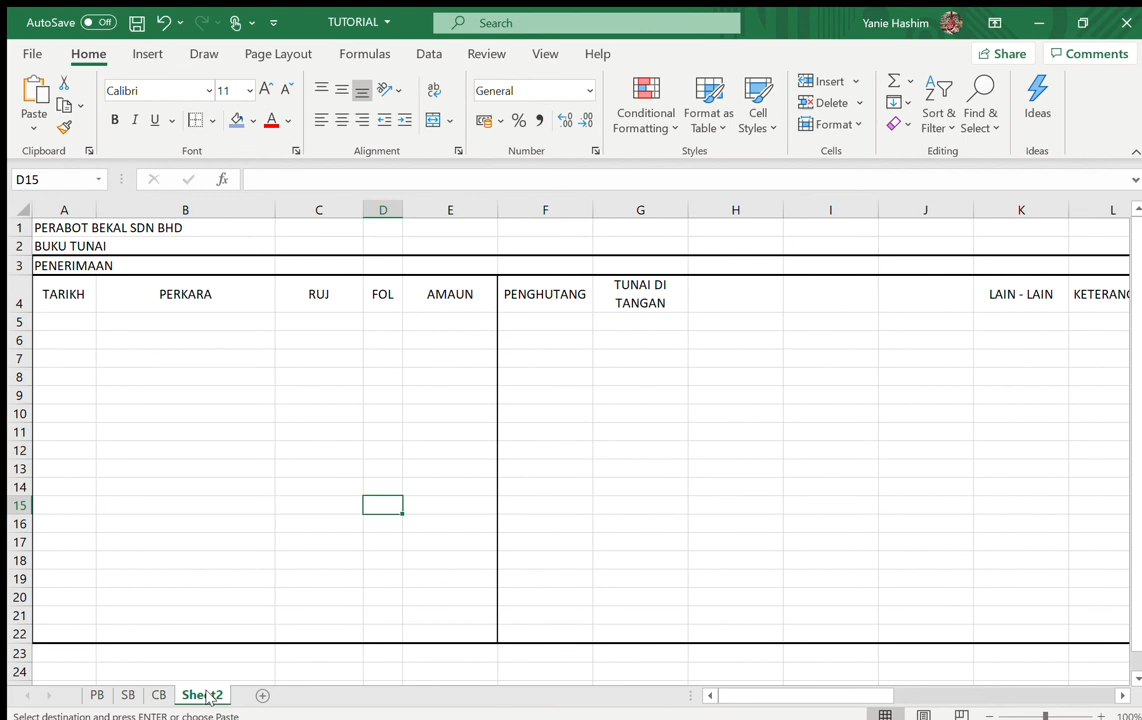 AutoSave Off TUTORIAL Search Yanie Hashim
File Home Insert Draw Page Layout Formulas Data Review View Help Share Comments
Paste
Clipboard
Calibri 11
B I U A
Font
Alignment
General
% 9
Number
Conditional Formatting
Format as Table
Cell Styles
Styles
Insert
Delete
Format
Cells
Sort & Filter
Find & Select
Editing
Ideas
Ideas
D15 fx
A B C D E F G H I J K L
1 PERABOT BEKAL SDN BHD
2 BUKU TUNAI
3 PENERIMAAN
4 TARIKH PERKARA RUJ FOL AMAUN PENGHUTANG TUNAI DI TANGAN LAIN - LAIN KETERANG
5
6
7
8
9
10
11
12
13
14
15
16
17
18
19
20
21
22
23
24
PB SB CB Sheet2
Select destination and press ENTER or choose Paste 100%